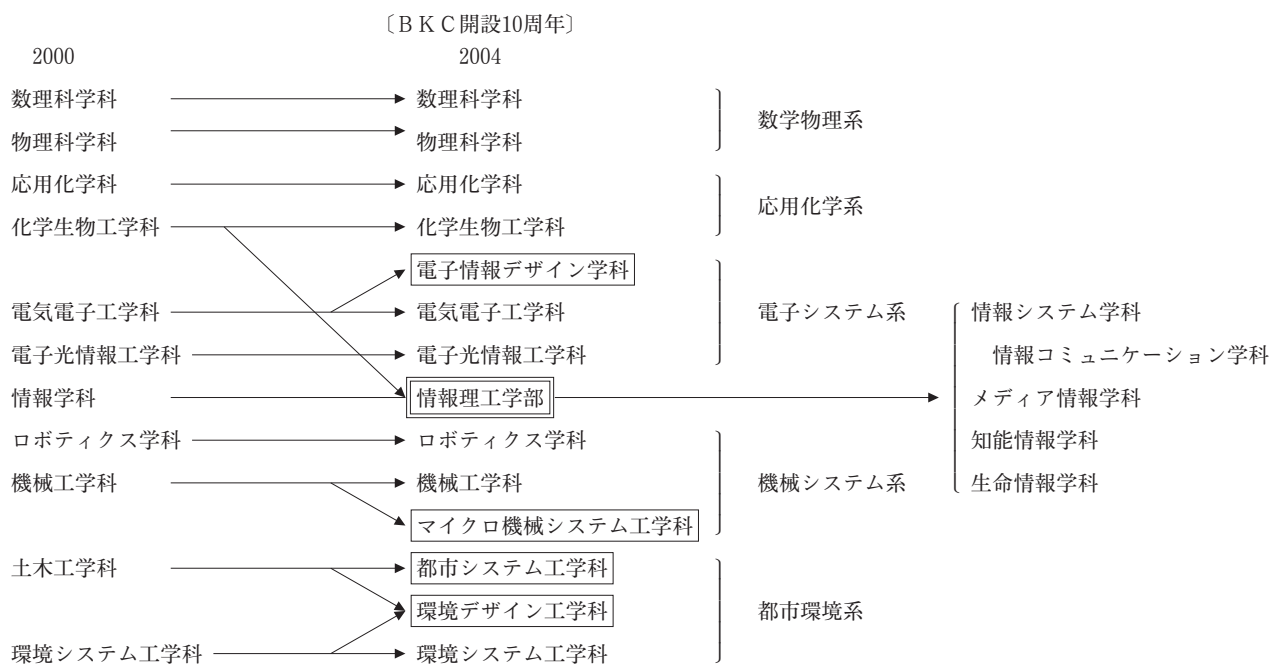 〔ＢＫＣ開設10周年〕
2000 2004
数理科学科 数理科学科
数学物理系
物理科学科 物理科学科
応用化学科 応用化学科
応用化学系
化学生物工学科 化学生物工学科
電子情報デザイン学科
電気電子工学科 電気電子工学科 電子システム系 情報システム学科
電子光情報工学科 電子光情報工学科 情報コミュニケーション学科
情報学科 情報理工学部 メディア情報学科
ロボティクス学科 ロボティクス学科 知能情報学科
機械工学科 機械工学科 機械システム系 生命情報学科
マイクロ機械システム工学科
土木工学科 都市システム工学科
環境デザイン工学科 都市環境系
環境システム工学科 環境システム工学科